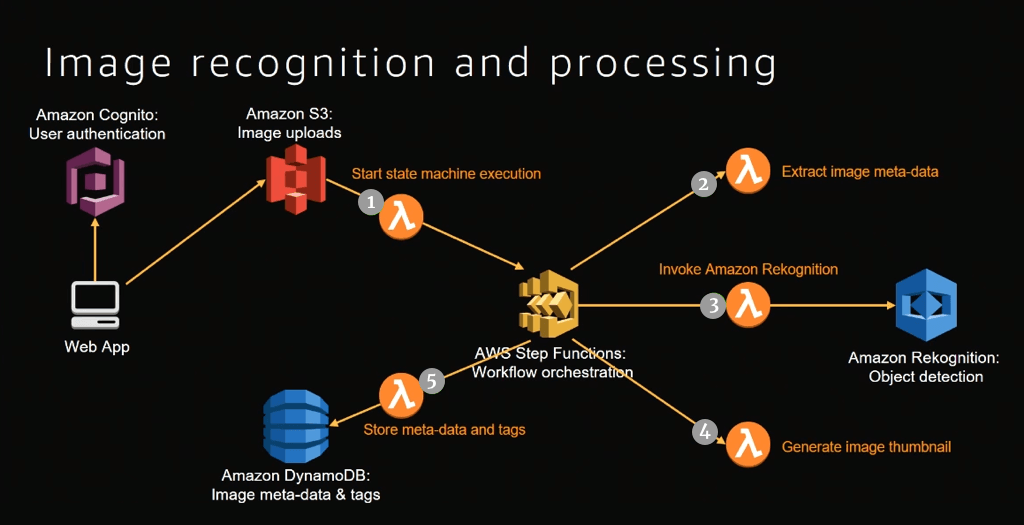 Image recognition and processing
Amazon Cognito:
User authentication
Amazon S3:
Image uploads
Start state machine execution
1
λ
2
λ
Extract image meta-data
Web App
Invoke Amazon Rekognition
3
λ
AWS Step Functions:
Workflow orchestration
Amazon Rekognition:
Object detection
5
λ
Store meta-data and tags
4
λ
Generate image thumbnail
Amazon DynamoDB:
Image meta-data & tags